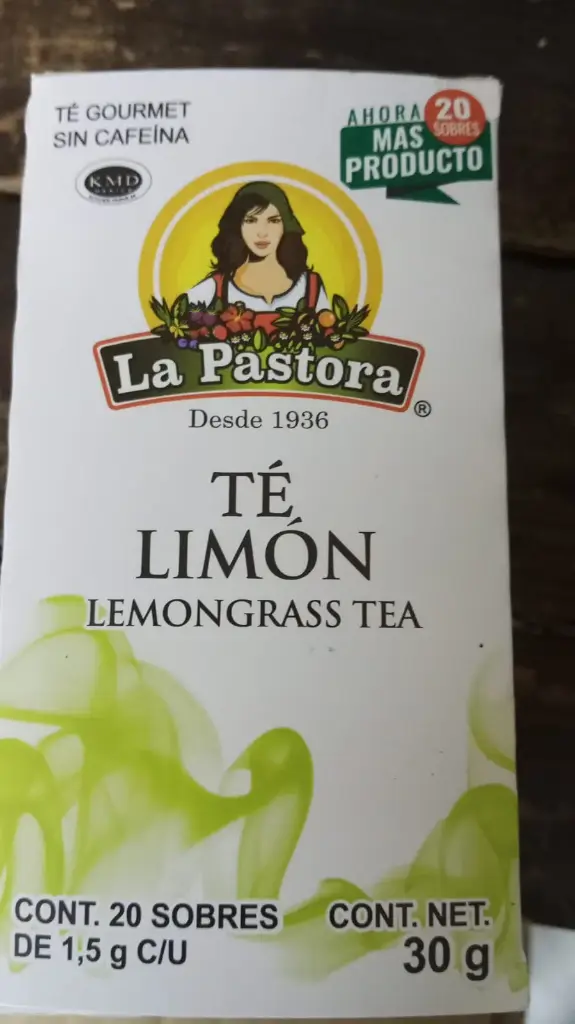 TÉ GOURMET
SIN CAFEÍNA
KMD
AHORA
20
SOBRES
MAS
PRODUCTO
La Pastora
®
Desde 1936
TÉ
LIMÓN
LEMONGRASS TEA
CONT. 20 SOBRES
DE 1,5 g C/U
CONT. NET.
30 g